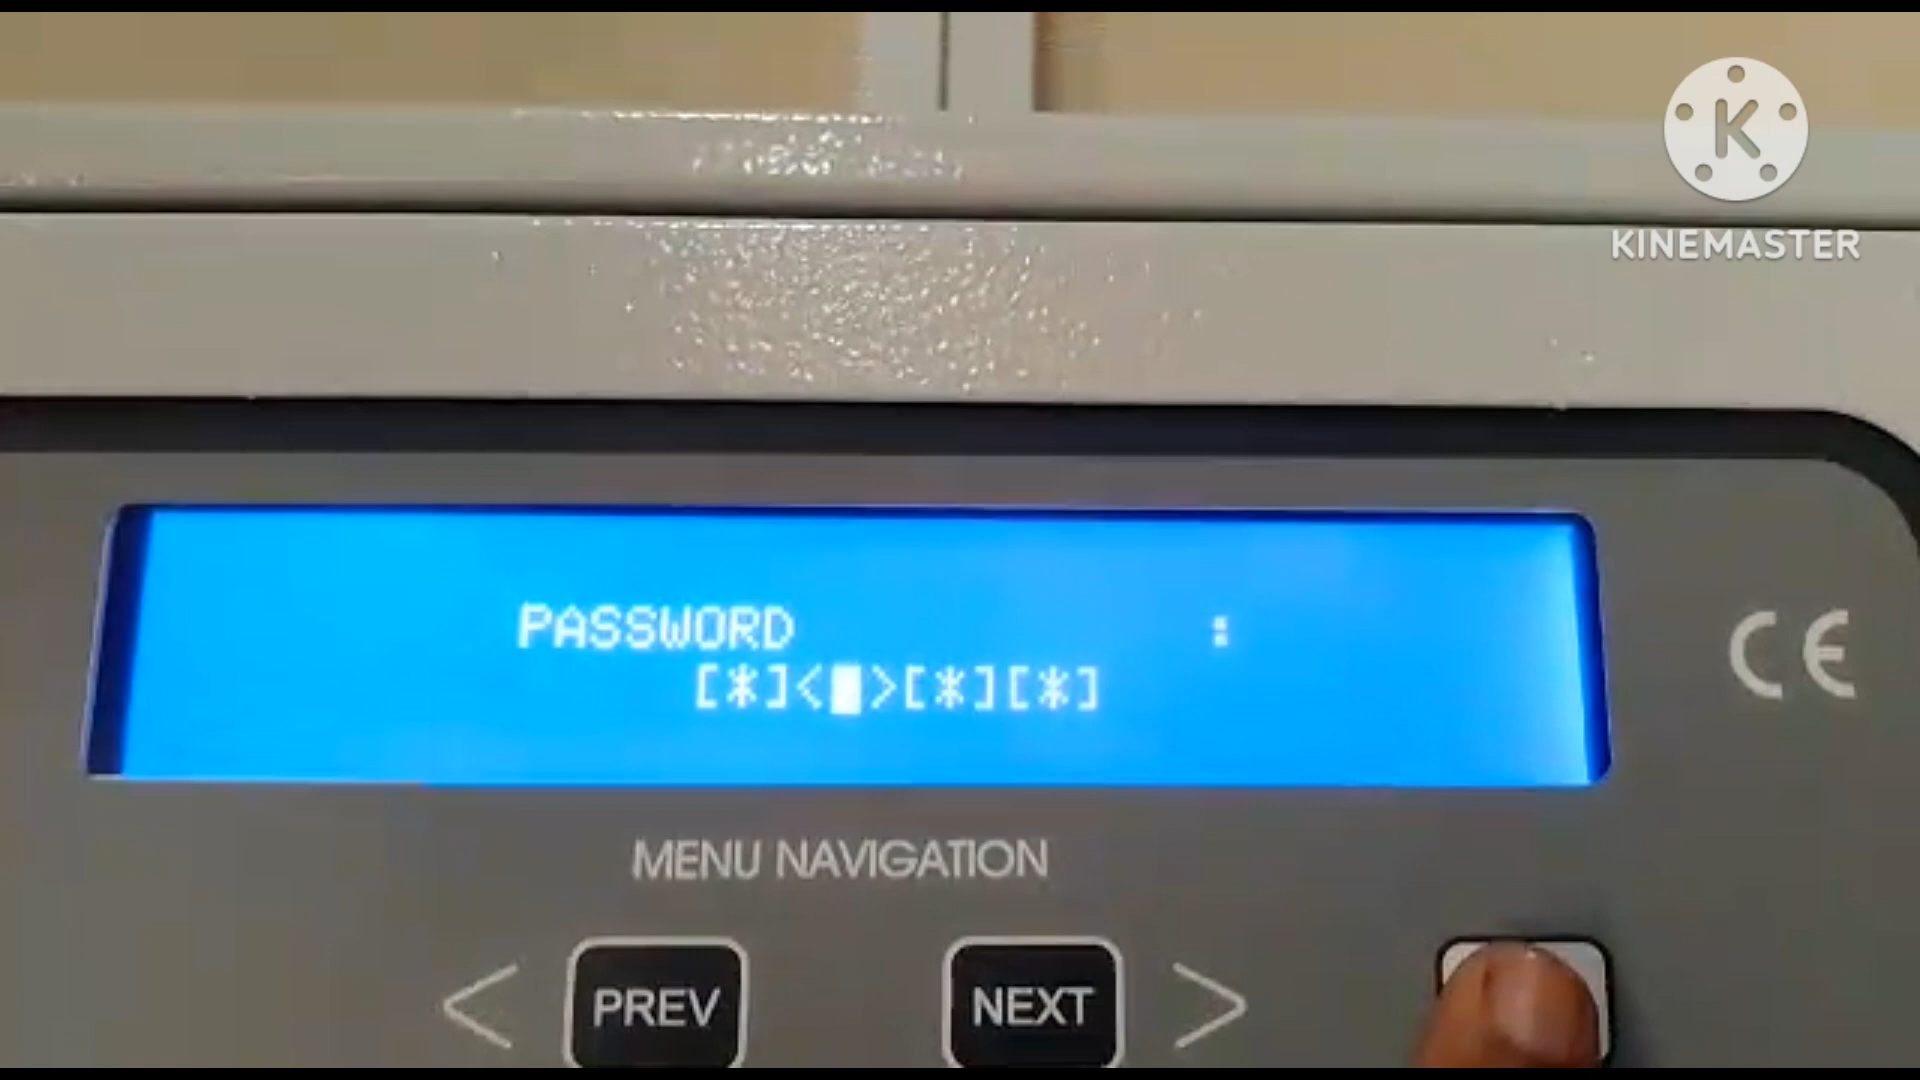 K
KINEMASTER
PASSWORD :
[*]<█>[*][*]
CE
MENU NAVIGATION
< PREV NEXT >